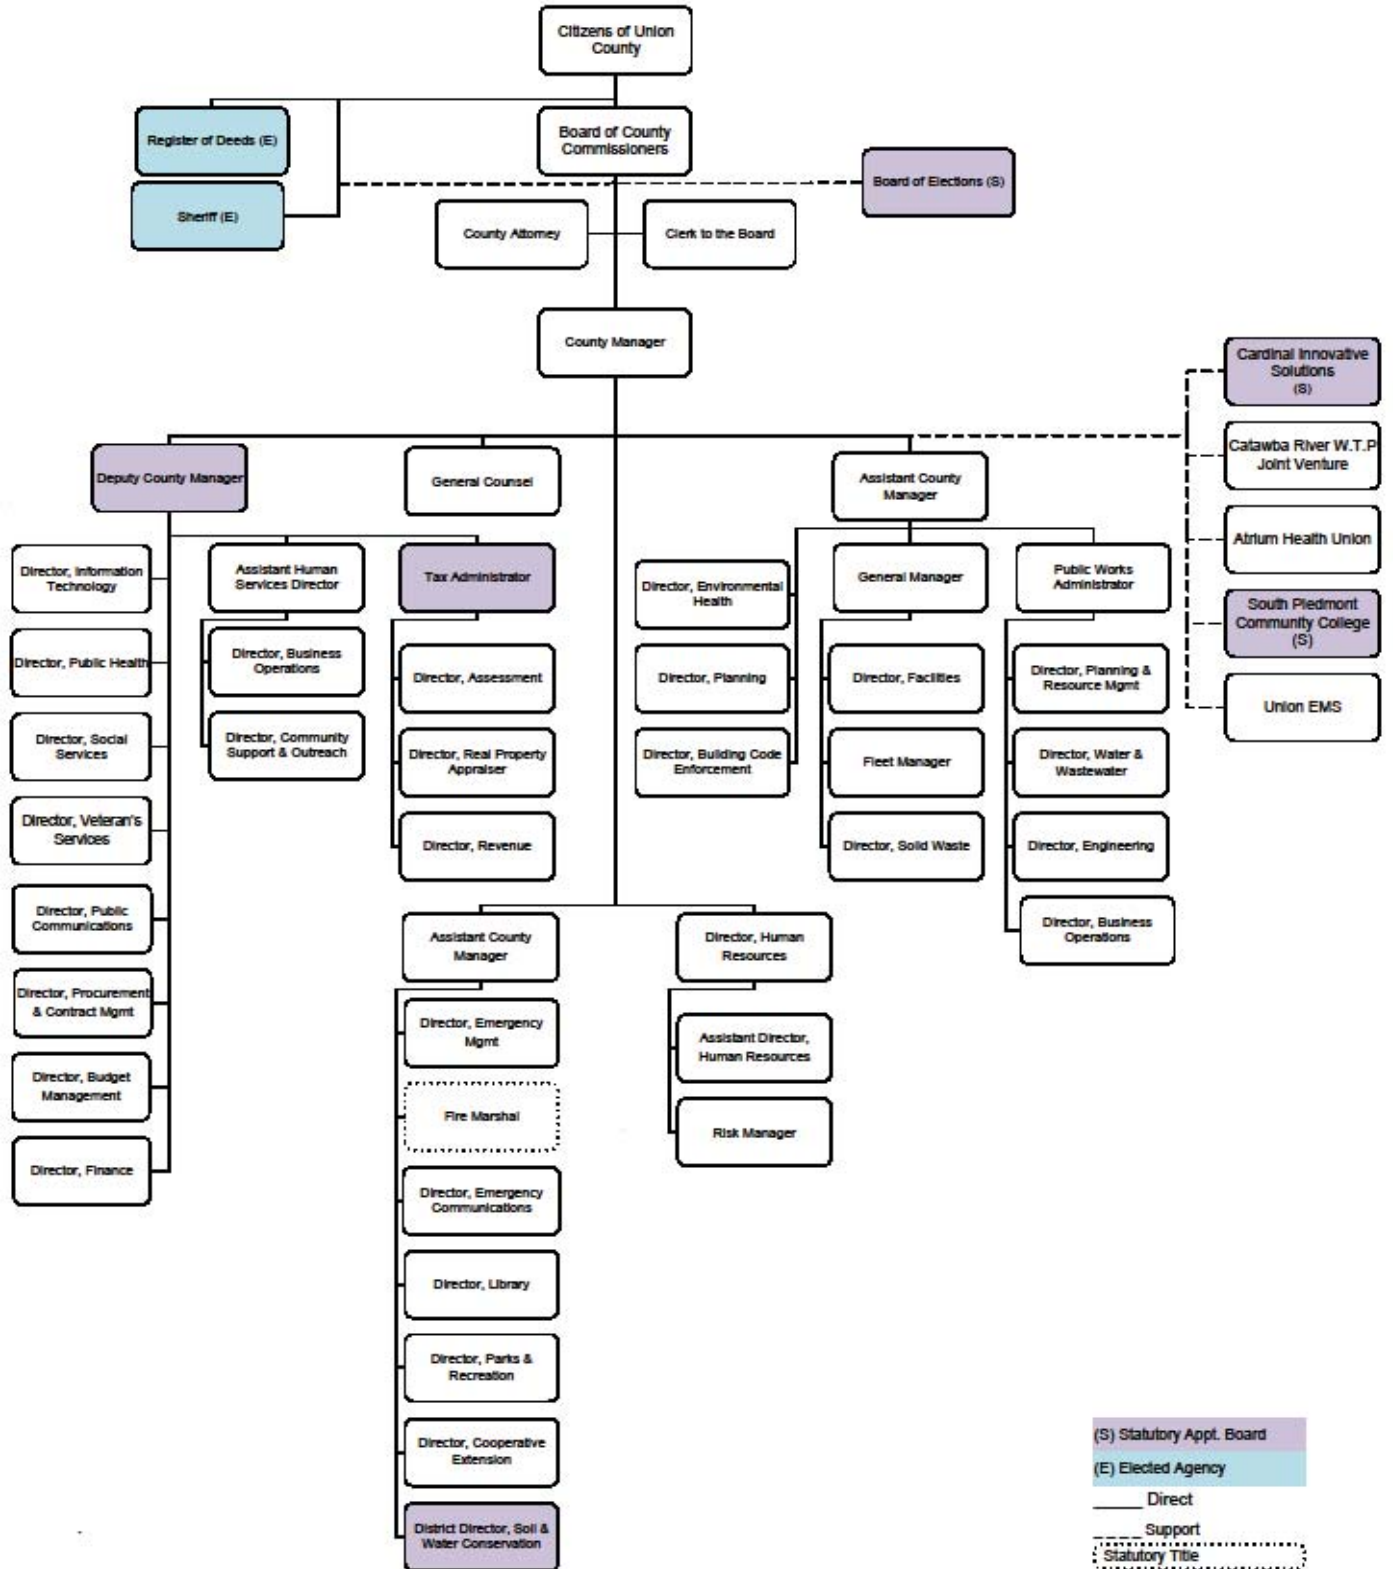 Citizens of Union
County
Register of Deeds (E)
Board of County
Commissioners
Board of Elections (S)
Sheriff (E)
County Attorney
Clerk to the Board
County Manager
Cardinal Innovative
Solutions
(S)
Catawba River W.T.P
Joint Venture
Atrium Health Union
South Piedmont
Community College
(S)
Union EMS
Deputy County Manager
General Counsel
Assistant County
Manager
Director, Information
Technology
Director, Public Health
Director, Social
Services
Director, Veteran's
Services
Director, Public
Communications
Director, Procurement
& Contract Mgmt
Director, Budget
Management
Director, Finance
Assistant Human
Services Director
Director, Business
Operations
Director, Community
Support & Outreach
Tax Administrator
Director, Assessment
Director, Real Property
Appraiser
Director, Revenue
Director, Environmental
Health
Director, Planning
Director, Building Code
Enforcement
General Manager
Director, Facilities
Fleet Manager
Director, Solid Waste
Public Works
Administrator
Director, Planning &
Resource Mgmt
Director, Water &
Wastewater
Director, Engineering
Director, Business
Operations
Assistant County
Manager
Director, Emergency
Mgmt
Fire Marshal
Director, Emergency
Communications
Director, Library
Director, Parks &
Recreation
Director, Cooperative
Extension
District Director, Soil &
Water Conservation
Director, Human
Resources
Assistant Director,
Human Resources
Risk Manager
(S) Statutory Appt. Board
(E) Elected Agency
Direct
Support
Statutory Title